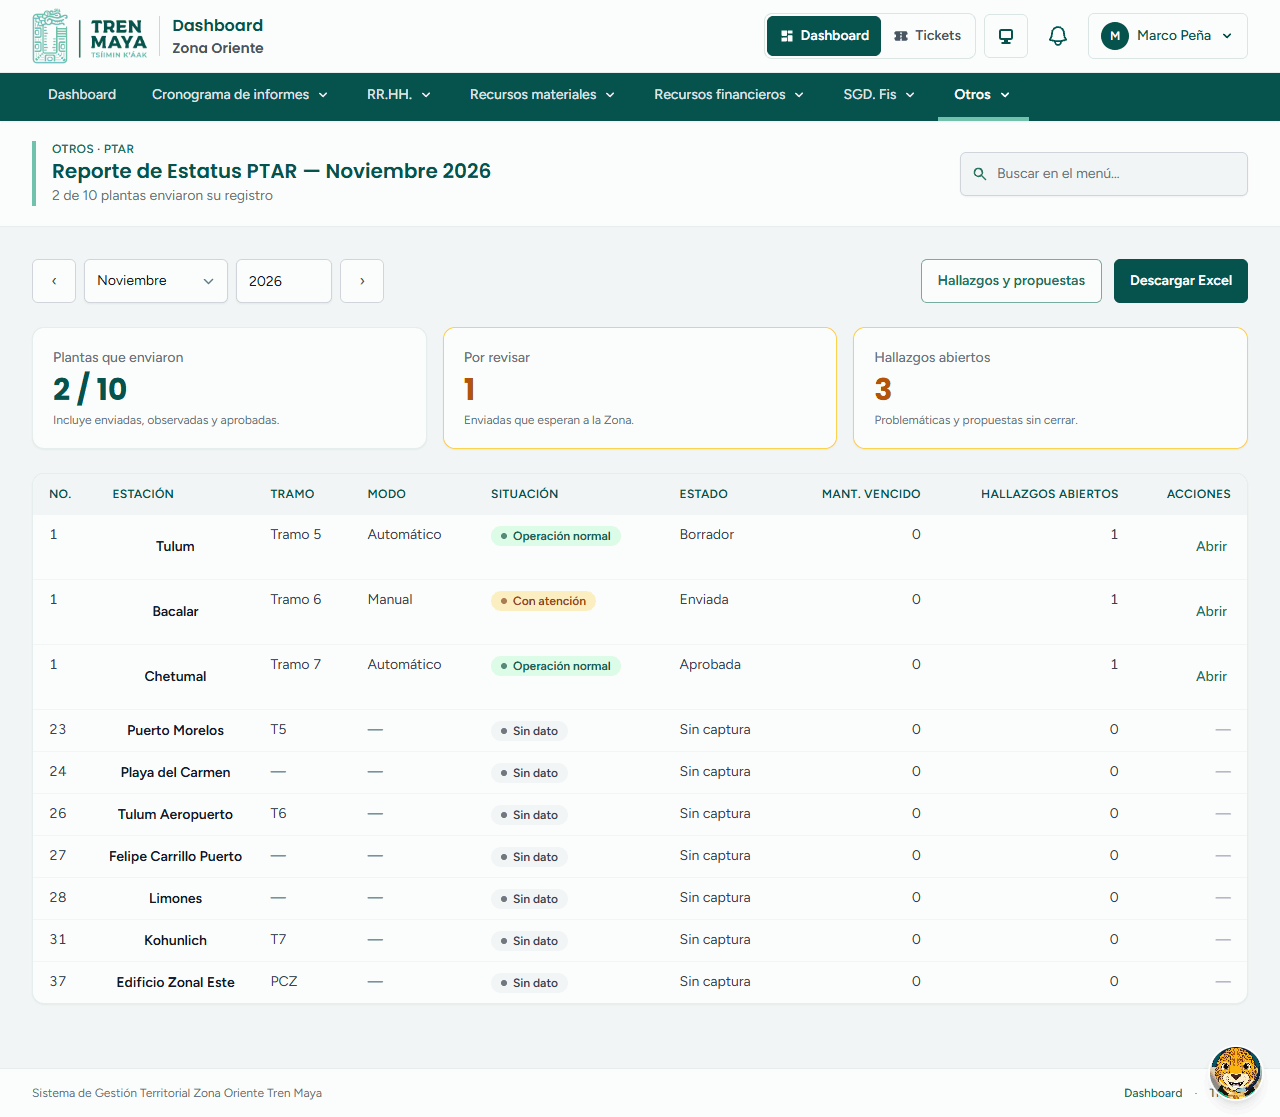 TREN
MAYA
TSÍIMIN K'ÁAK
Dashboard
Zona Oriente
Dashboard
Tickets
M
Marco Peña
Dashboard
Cronograma de informes
RR.HH.
Recursos materiales
Recursos financieros
SGD. Fis
Otros
OTROS · PTAR
Reporte de Estatus PTAR — Noviembre 2026
2 de 10 plantas enviaron su registro
Buscar en el menú...
‹
Noviembre
2026
›
Hallazgos y propuestas
Descargar Excel
Plantas que enviaron
2 / 10
Incluye enviadas, observadas y aprobadas.
Por revisar
1
Enviadas que esperan a la Zona.
Hallazgos abiertos
3
Problemáticas y propuestas sin cerrar.
NO. ESTACIÓN TRAMO MODO SITUACIÓN ESTADO MANT. VENCIDO HALLAZGOS ABIERTOS ACCIONES
1 Tulum Tramo 5 Automático Operación normal Borrador 0 1 Abrir
1 Bacalar Tramo 6 Manual Con atención Enviada 0 1 Abrir
1 Chetumal Tramo 7 Automático Operación normal Aprobada 0 1 Abrir
23 Puerto Morelos T5 — Sin dato Sin captura 0 0 —
24 Playa del Carmen — — Sin dato Sin captura 0 0 —
26 Tulum Aeropuerto T6 — Sin dato Sin captura 0 0 —
27 Felipe Carrillo Puerto — — Sin dato Sin captura 0 0 —
28 Limones — — Sin dato Sin captura 0 0 —
31 Kohunlich T7 — Sin dato Sin captura 0 0 —
37 Edificio Zonal Este PCZ — Sin dato Sin captura 0 0 —
Sistema de Gestión Territorial Zona Oriente Tren Maya
Dashboard ·